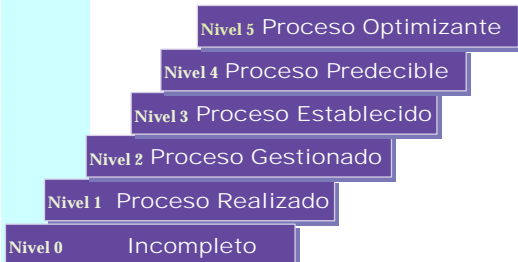 Nivel 5 Proceso Optimizante
Nivel 4 Proceso Predecible
Nivel 3 Proceso Establecido
Nivel 2 Proceso Gestionado
Nivel 1 Proceso Realizado
Nivel 0 Incompleto